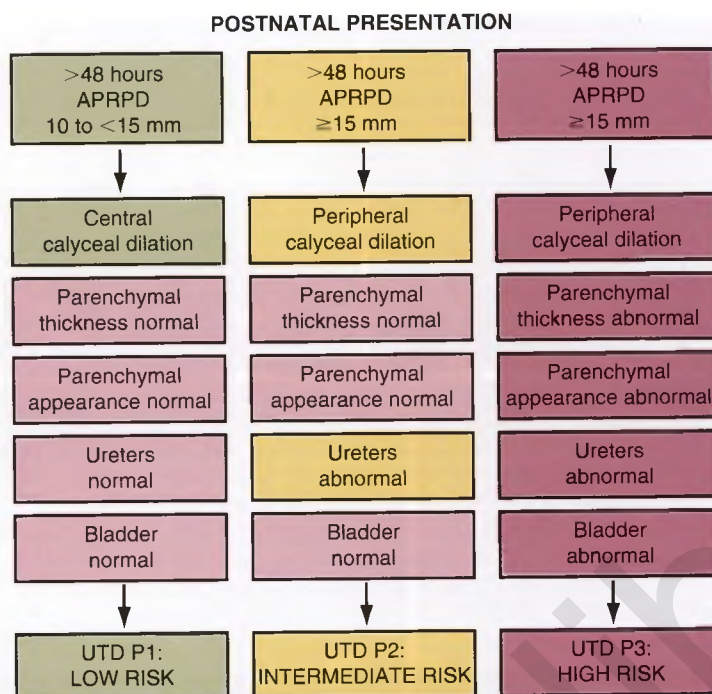 POSTNATAL PRESENTATION
>48 hours
APRPD
10 to <15 mm
Central
calyceal dilation
Parenchymal
thickness normal
Parenchymal
appearance normal
Ureters
normal
Bladder
normal
UTD P1:
LOW RISK
>48 hours
APRPD
≧15 mm
Peripheral
calyceal dilation
Parenchymal
thickness normal
Parenchymal
appearance normal
Ureters
abnormal
Bladder
normal
UTD P2:
INTERMEDIATE RISK
>48 hours
APRPD
≧15 mm
Peripheral
calyceal dilation
Parenchymal
thickness abnormal
Parenchymal
appearance abnormal
Ureters
abnormal
Bladder
abnormal
UTD P3:
HIGH RISK